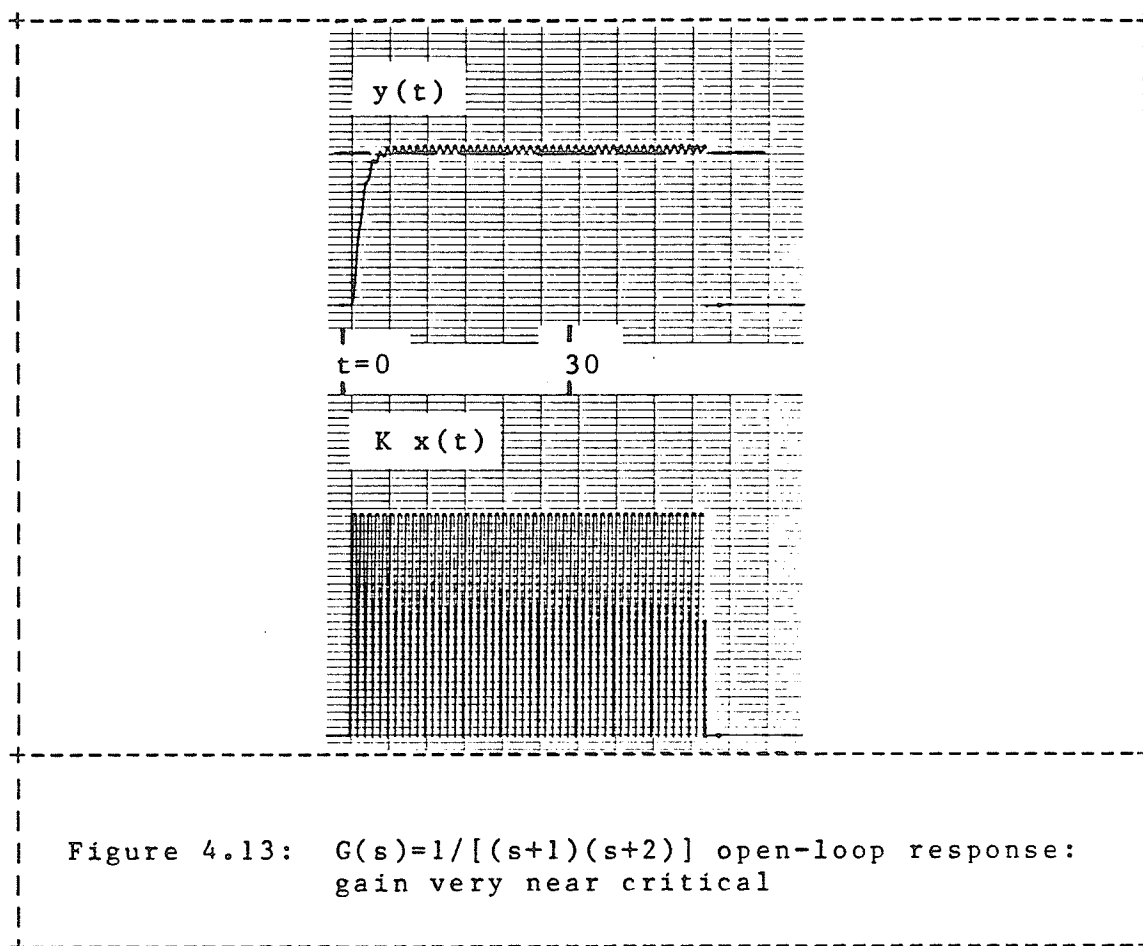 y(t)
t=0 30
K x(t)
Figure 4.13: G(s)=1/[(s+1)(s+2)] open-loop response:
gain very near critical